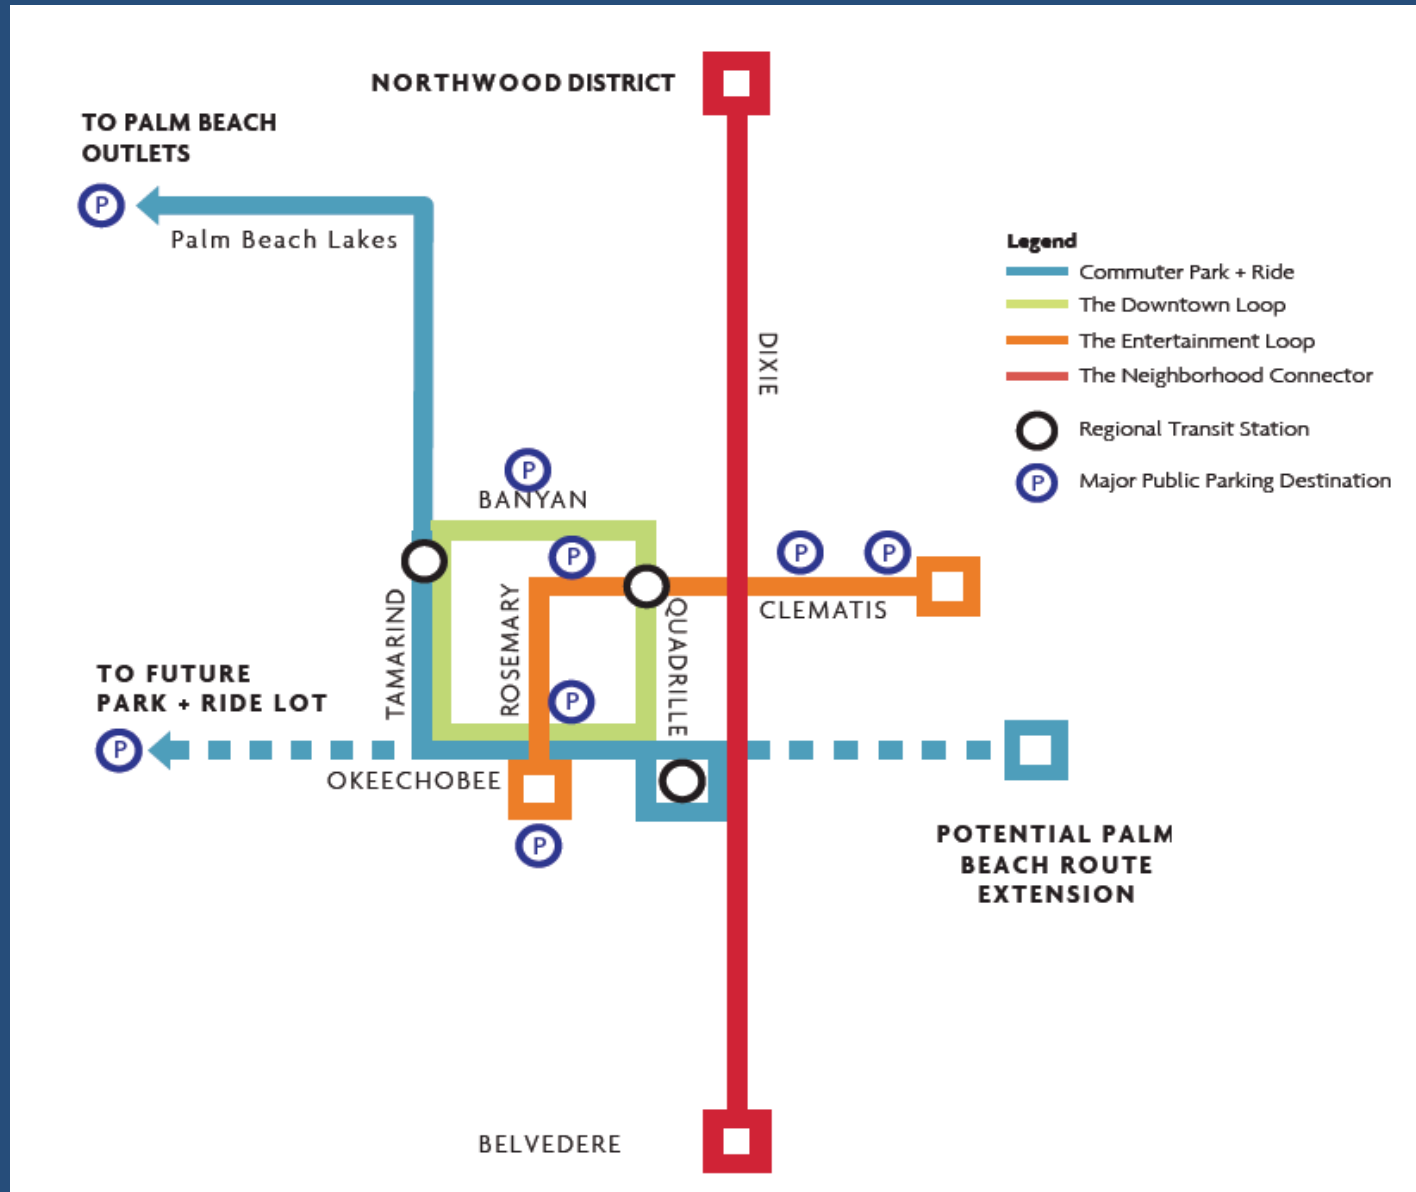 NORTHWOOD DISTRICT
TO PALM BEACH
OUTLETS
P
Palm Beach Lakes
Legend
Commuter Park + Ride
The Downtown Loop
The Entertainment Loop
The Neighborhood Connector
Regional Transit Station
P
Major Public Parking Destination
DIXIE
P
BANYAN
P
P
P
CLEMATIS
TAMARIND
ROSEMARY
QUADRILLE
P
TO FUTURE
PARK + RIDE LOT
P
OKEECHOBEE
P
POTENTIAL PALM
BEACH ROUTE
EXTENSION
BELVEDERE